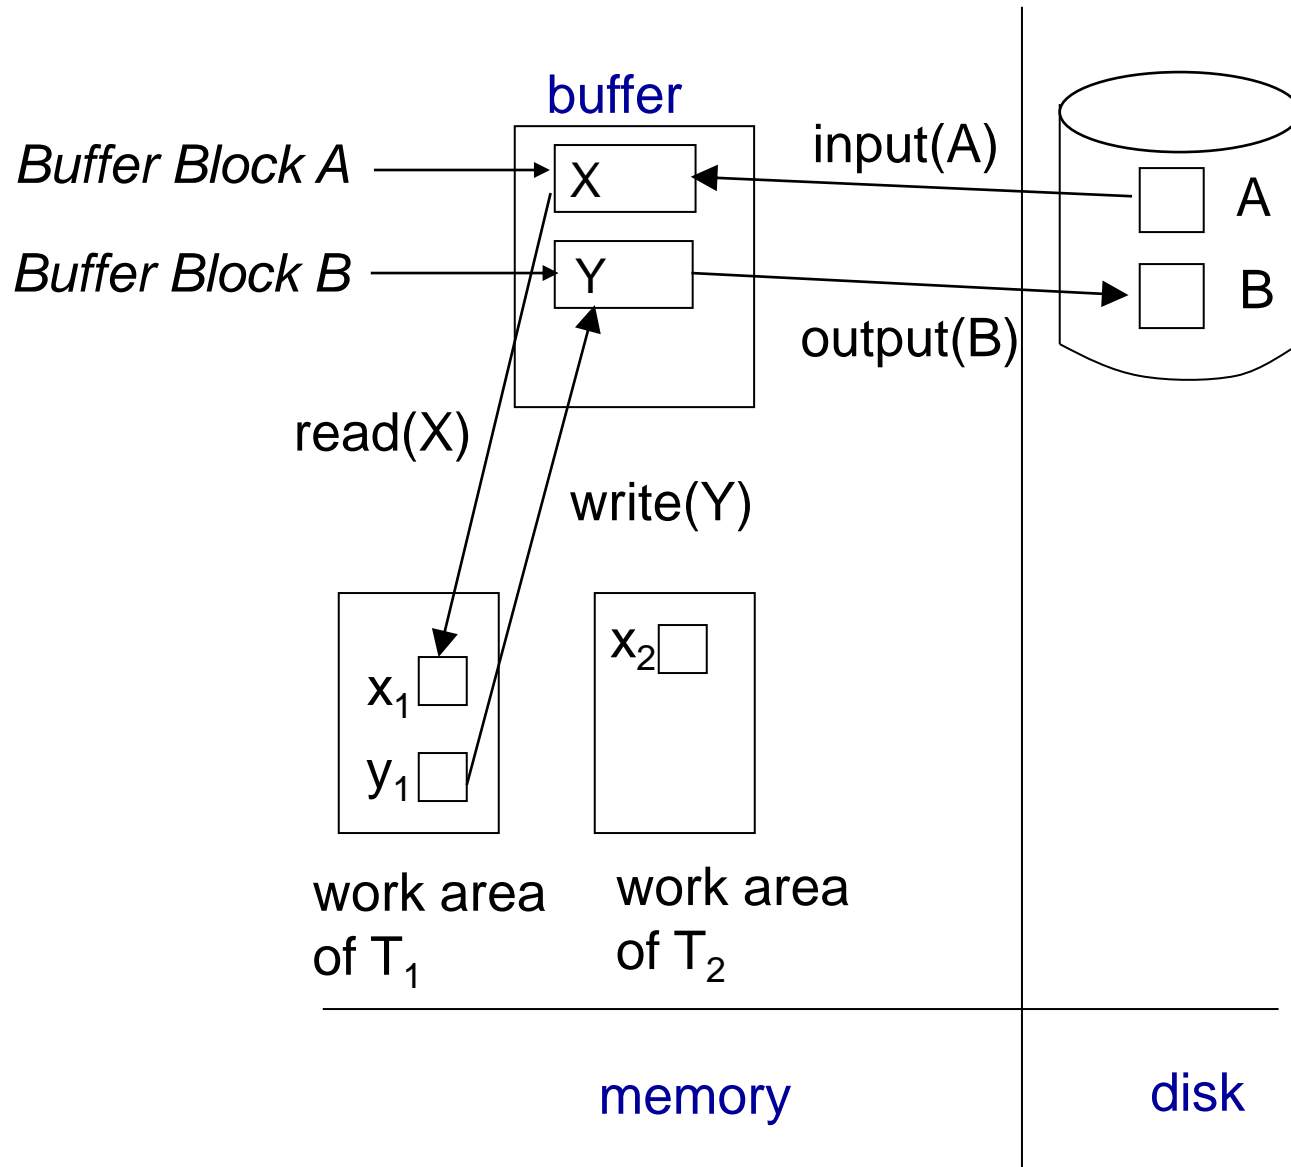 buffer
Buffer Block A
X
input(A)
A
Buffer Block B
Y
B
output(B)
read(X)
write(Y)
x₁
x₂
y₁
work area
of T₁
work area
of T₂
memory
disk